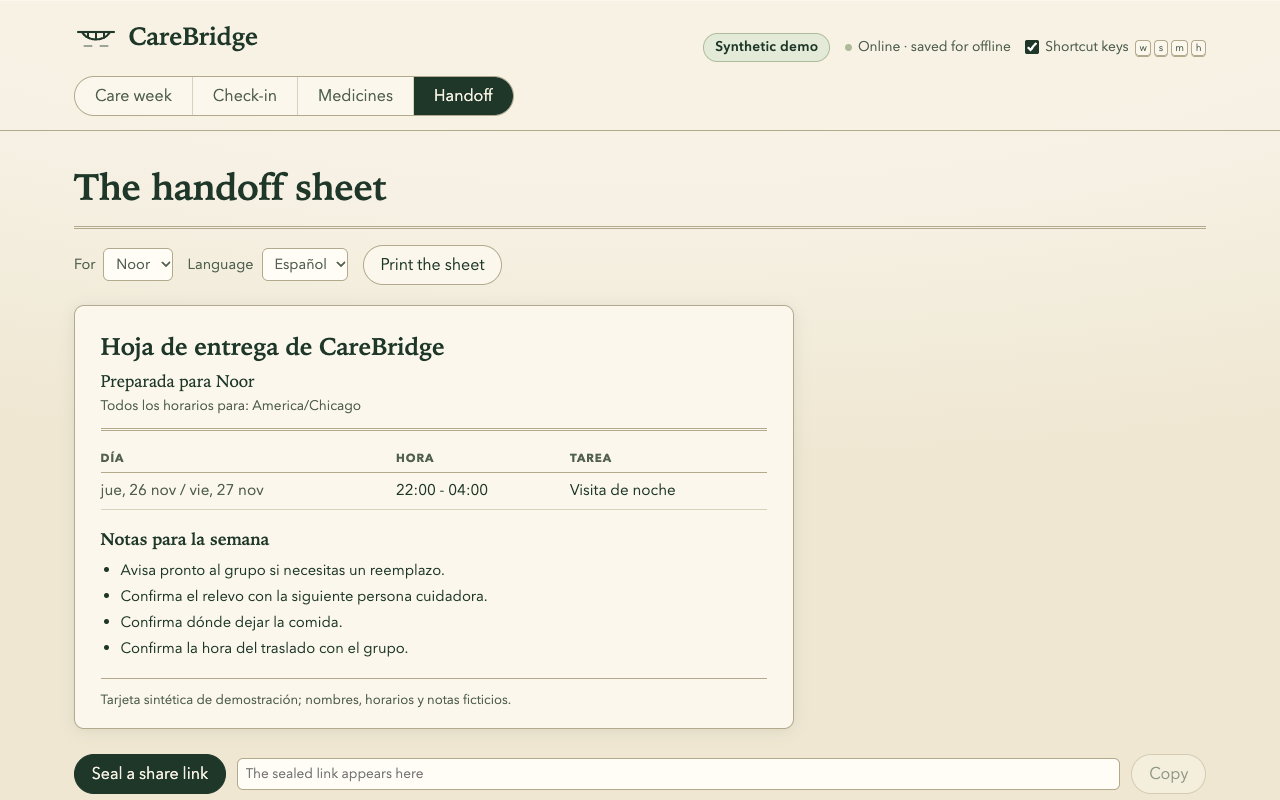 CareBridge
Synthetic demo
Online · saved for offline
Shortcut keys w s m h
Care week Check-in Medicines Handoff
The handoff sheet
For Noor Language Español Print the sheet
Hoja de entrega de CareBridge
Preparada para Noor
Todos los horarios para: America/Chicago
DÍA HORA TAREA
jue, 26 nov / vie, 27 nov 22:00 - 04:00 Visita de noche
Notas para la semana
• Avisa pronto al grupo si necesitas un reemplazo.
• Confirma el relevo con la siguiente persona cuidadora.
• Confirma dónde dejar la comida.
• Confirma la hora del traslado con el grupo.
Tarjeta sintética de demostración; nombres, horarios y notas ficticios.
Seal a share link The sealed link appears here Copy